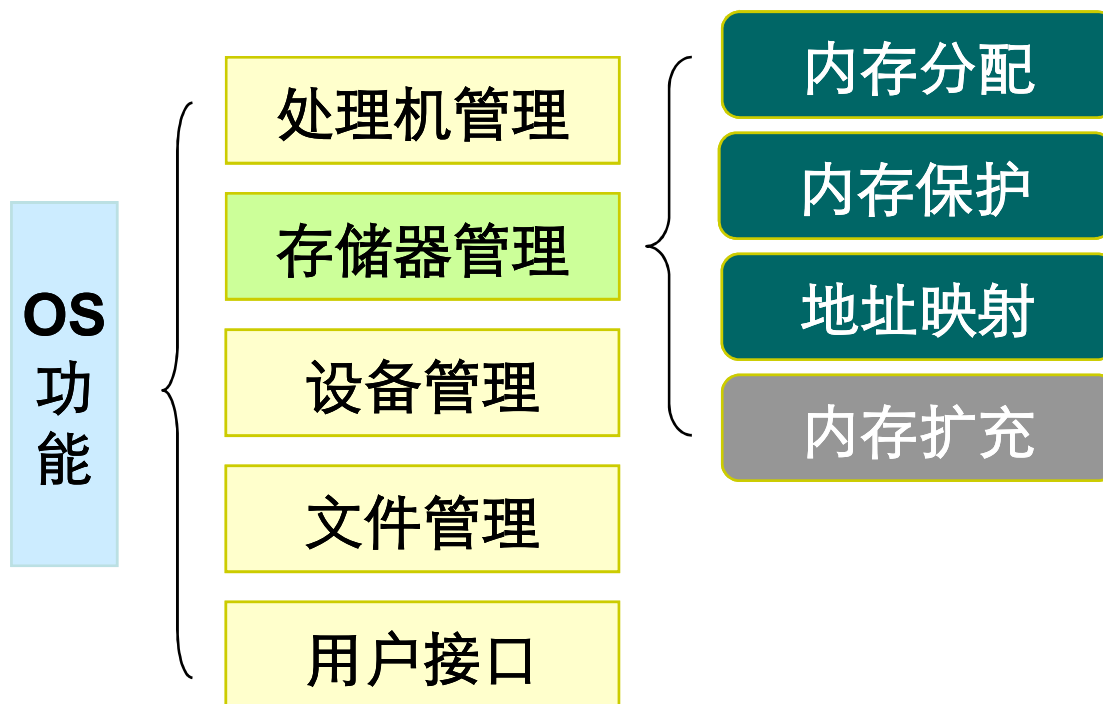 OS
功
能
处理机管理
存储器管理
设备管理
文件管理
用户接口
内存分配
内存保护
地址映射
内存扩充